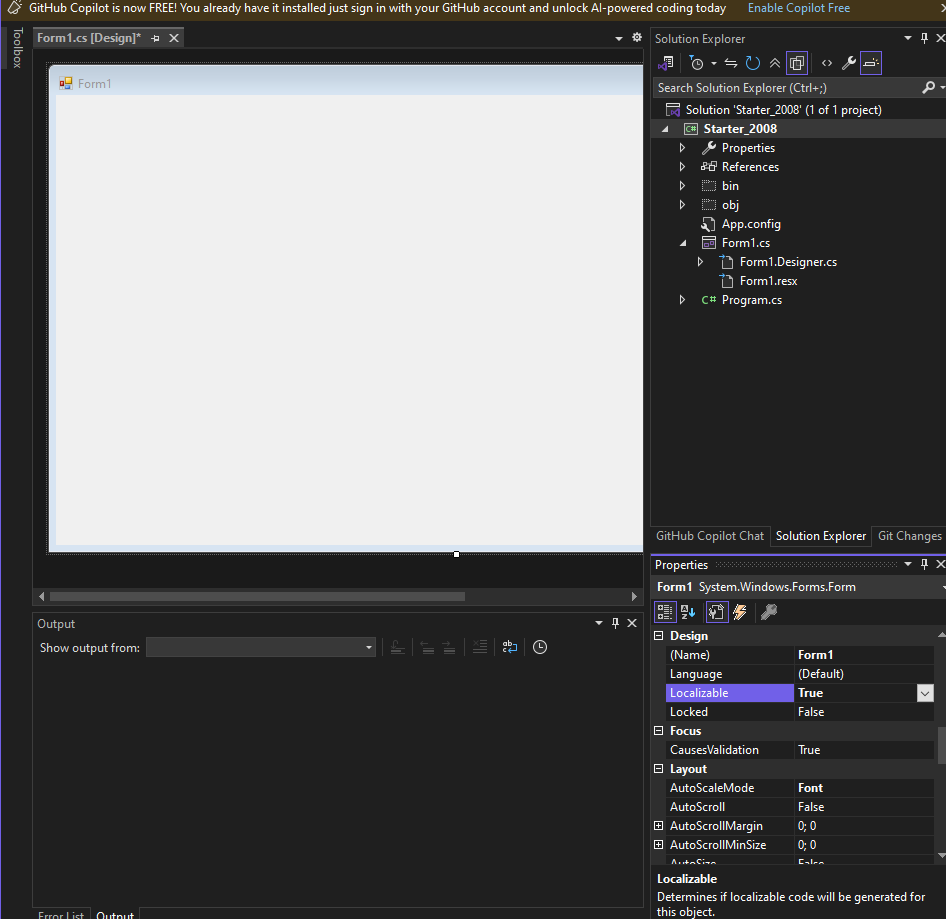 GitHub Copilot is now FREE! You already have it installed just sign in with your GitHub account and unlock AI-powered coding today Enable Copilot Free
Toolbox
Form1.cs [Design]*
Form1
Solution Explorer
Search Solution Explorer (Ctrl+;)
Solution 'Starter_2008' (1 of 1 project)
C# Starter_2008
Properties
References
bin
obj
App.config
Form1.cs
Form1.Designer.cs
Form1.resx
C# Program.cs
GitHub Copilot Chat Solution Explorer Git Changes
Properties
Form1 System.Windows.Forms.Form
Design
(Name) Form1
Language (Default)
Localizable True
Locked False
Focus
CausesValidation True
Layout
AutoScaleMode Font
AutoScroll False
AutoScrollMargin 0; 0
AutoScrollMinSize 0; 0
AutoSize False
Localizable
Determines if localizable code will be generated for
this object.
Output
Show output from:
Error List Output